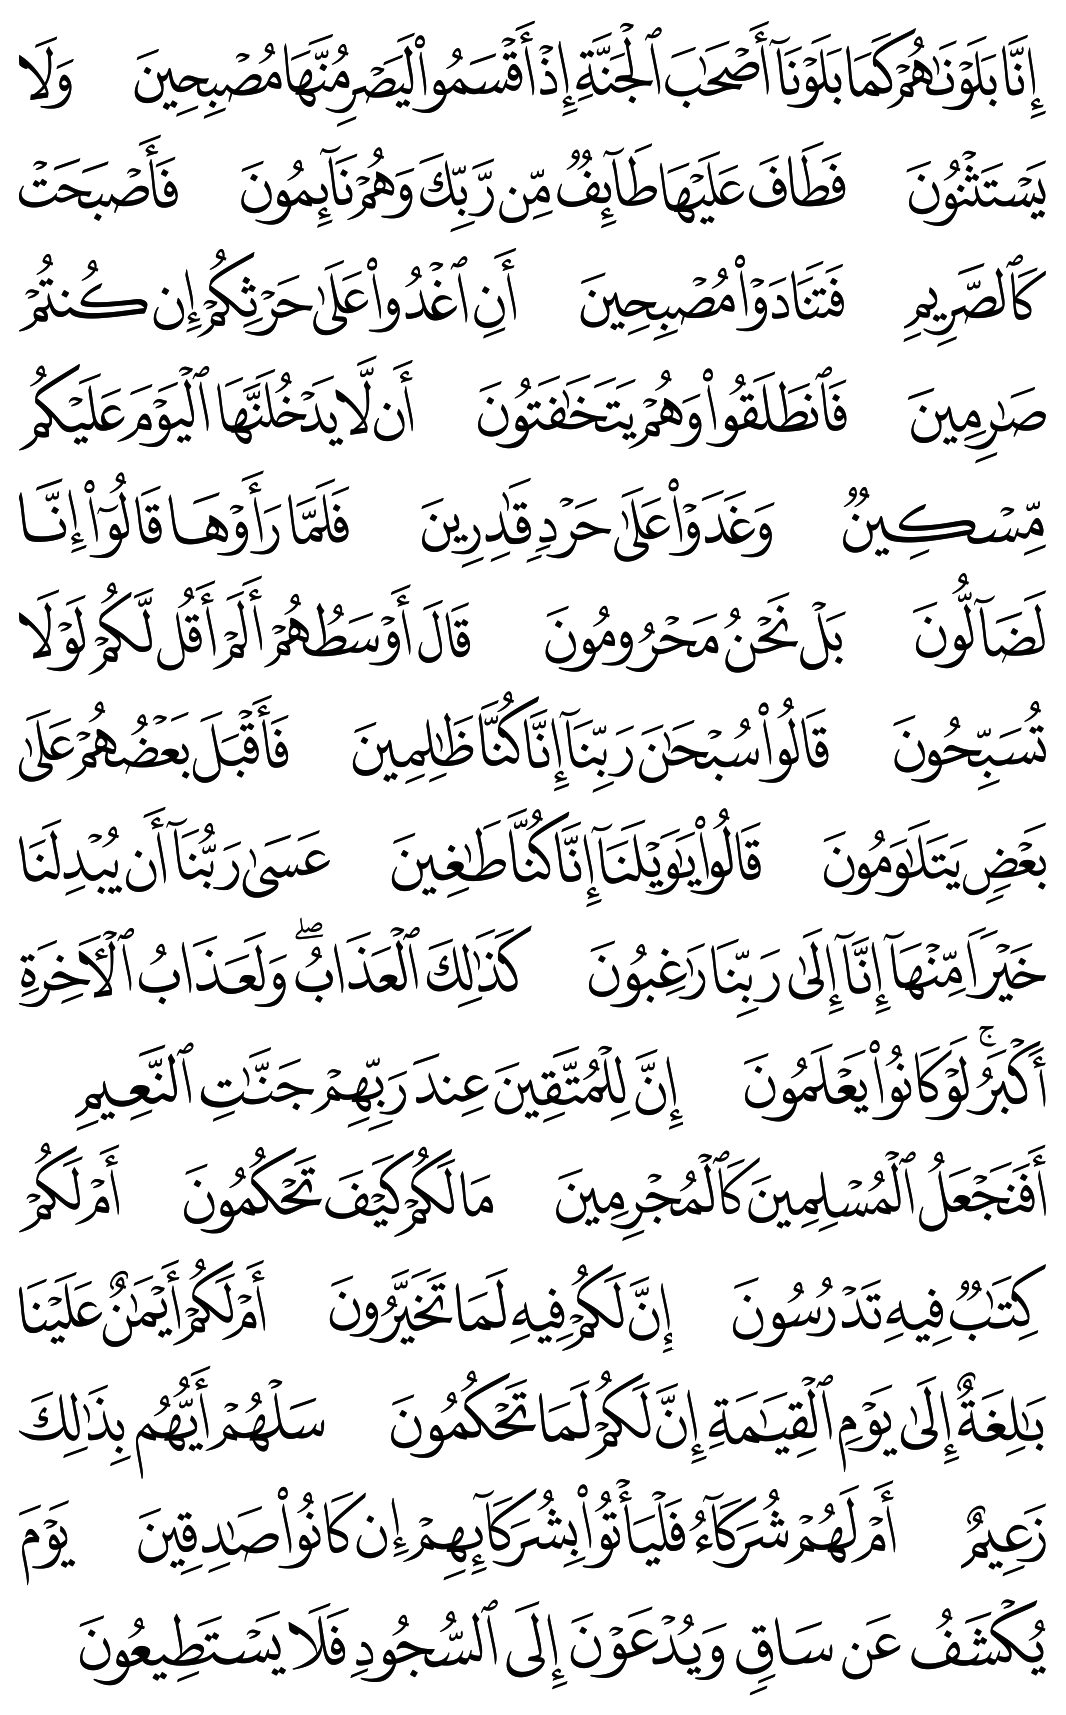 إِنَّا بَلَوۡنَٰهُمۡ كَمَا بَلَوۡنَآ أَصۡحَٰبَ ٱلۡجَنَّةِ إِذۡ أَقۡسَمُواْ لَيَصۡرِمُنَّهَا مُصۡبِحِينَ وَلَا
يَسۡتَثۡنُونَ فَطَافَ عَلَيۡهَا طَآئِفٞ مِّن رَّبِّكَ وَهُمۡ نَآئِمُونَ فَأَصۡبَحَتۡ
كَٱلصَّرِيمِ فَتَنَادَوۡاْ مُصۡبِحِينَ أَنِ ٱغۡدُواْ عَلَىٰ حَرۡثِكُمۡ إِن كُنتُمۡ
صَٰرِمِينَ فَٱنطَلَقُواْ وَهُمۡ يَتَخَٰفَتُونَ أَن لَّا يَدۡخُلَنَّهَا ٱلۡيَوۡمَ عَلَيۡكُم
مِّسۡكِينٞ وَغَدَوۡاْ عَلَىٰ حَرۡدٖ قَٰدِرِينَ فَلَمَّا رَأَوۡهَا قَالُوٓاْ إِنَّا
لَضَآلُّونَ بَلۡ نَحۡنُ مَحۡرُومُونَ قَالَ أَوۡسَطُهُمۡ أَلَمۡ أَقُل لَّكُمۡ لَوۡلَا
تُسَبِّحُونَ قَالُواْ سُبۡحَٰنَ رَبِّنَآ إِنَّا كُنَّا ظَٰلِمِينَ فَأَقۡبَلَ بَعۡضُهُمۡ عَلَىٰ
بَعۡضٖ يَتَلَٰوَمُونَ قَالُواْ يَٰوَيۡلَنَآ إِنَّا كُنَّا طَٰغِينَ عَسَىٰ رَبُّنَآ أَن يُبۡدِلَنَا
خَيۡرٗا مِّنۡهَآ إِنَّآ إِلَىٰ رَبِّنَا رَٰغِبُونَ كَذَٰلِكَ ٱلۡعَذَابُۖ وَلَعَذَابُ ٱلۡأٓخِرَةِ
أَكۡبَرُۚ لَوۡ كَانُواْ يَعۡلَمُونَ إِنَّ لِلۡمُتَّقِينَ عِندَ رَبِّهِمۡ جَنَّٰتِ ٱلنَّعِيمِ
أَفَنَجۡعَلُ ٱلۡمُسۡلِمِينَ كَٱلۡمُجۡرِمِينَ مَا لَكُمۡ كَيۡفَ تَحۡكُمُونَ أَمۡ لَكُمۡ
كِتَٰبٞ فِيهِ تَدۡرُسُونَ إِنَّ لَكُمۡ فِيهِ لَمَا تَخَيَّرُونَ أَمۡ لَكُمۡ أَيۡمَٰنٌ عَلَيۡنَا
بَٰلِغَةٌ إِلَىٰ يَوۡمِ ٱلۡقِيَٰمَةِ إِنَّ لَكُمۡ لَمَا تَحۡكُمُونَ سَلۡهُمۡ أَيُّهُم بِذَٰلِكَ
زَعِيمٌ أَمۡ لَهُمۡ شُرَكَآءُ فَلۡيَأۡتُواْ بِشُرَكَآئِهِمۡ إِن كَانُواْ صَٰدِقِينَ يَوۡمَ
يُكۡشَفُ عَن سَاقٖ وَيُدۡعَوۡنَ إِلَى ٱلسُّجُودِ فَلَا يَسۡتَطِيعُونَ